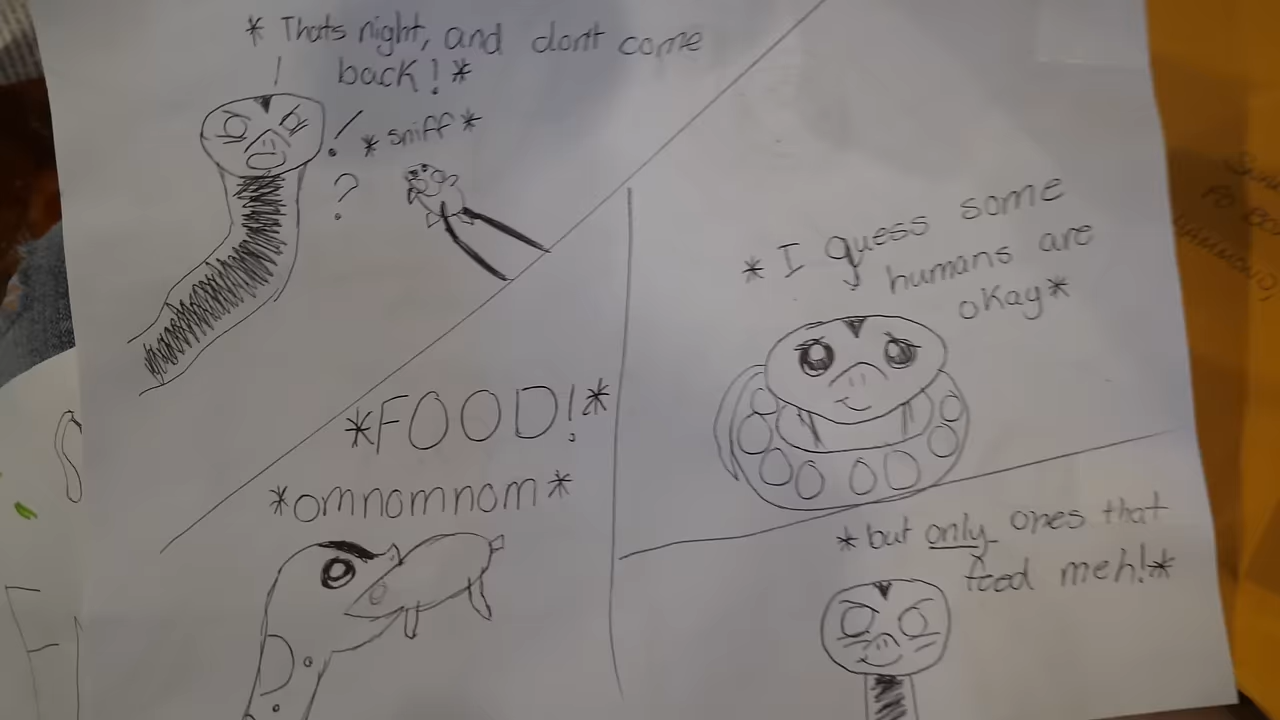 * Thats right, and don't come
back! *
! ?
*sniff*
*FOOD!*
*omnomnom*
*I guess some
humans are
okay*
*but only ones that
feed meh!*